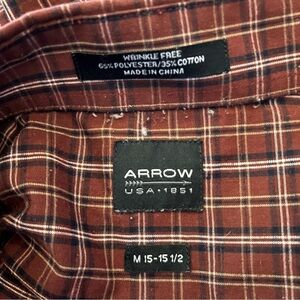 WRINKLE FREE
65% POLYESTER/35% COTTON
MADE IN CHINA
ARROW
USA • 1851
M 15-15 1/2